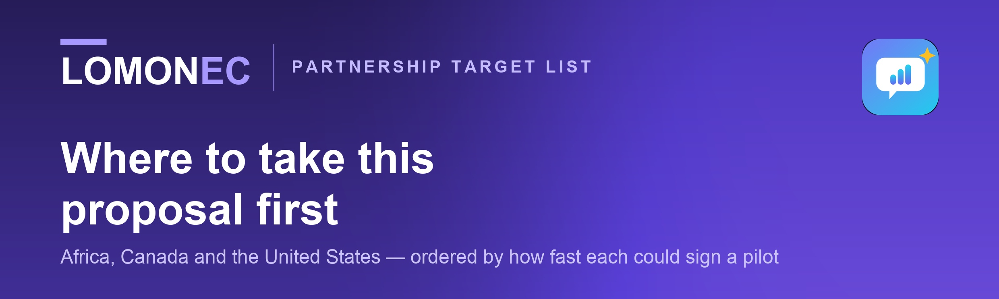 LOMONEC
PARTNERSHIP TARGET LIST
Where to take this
proposal first
Africa, Canada and the United States — ordered by how fast each could sign a pilot